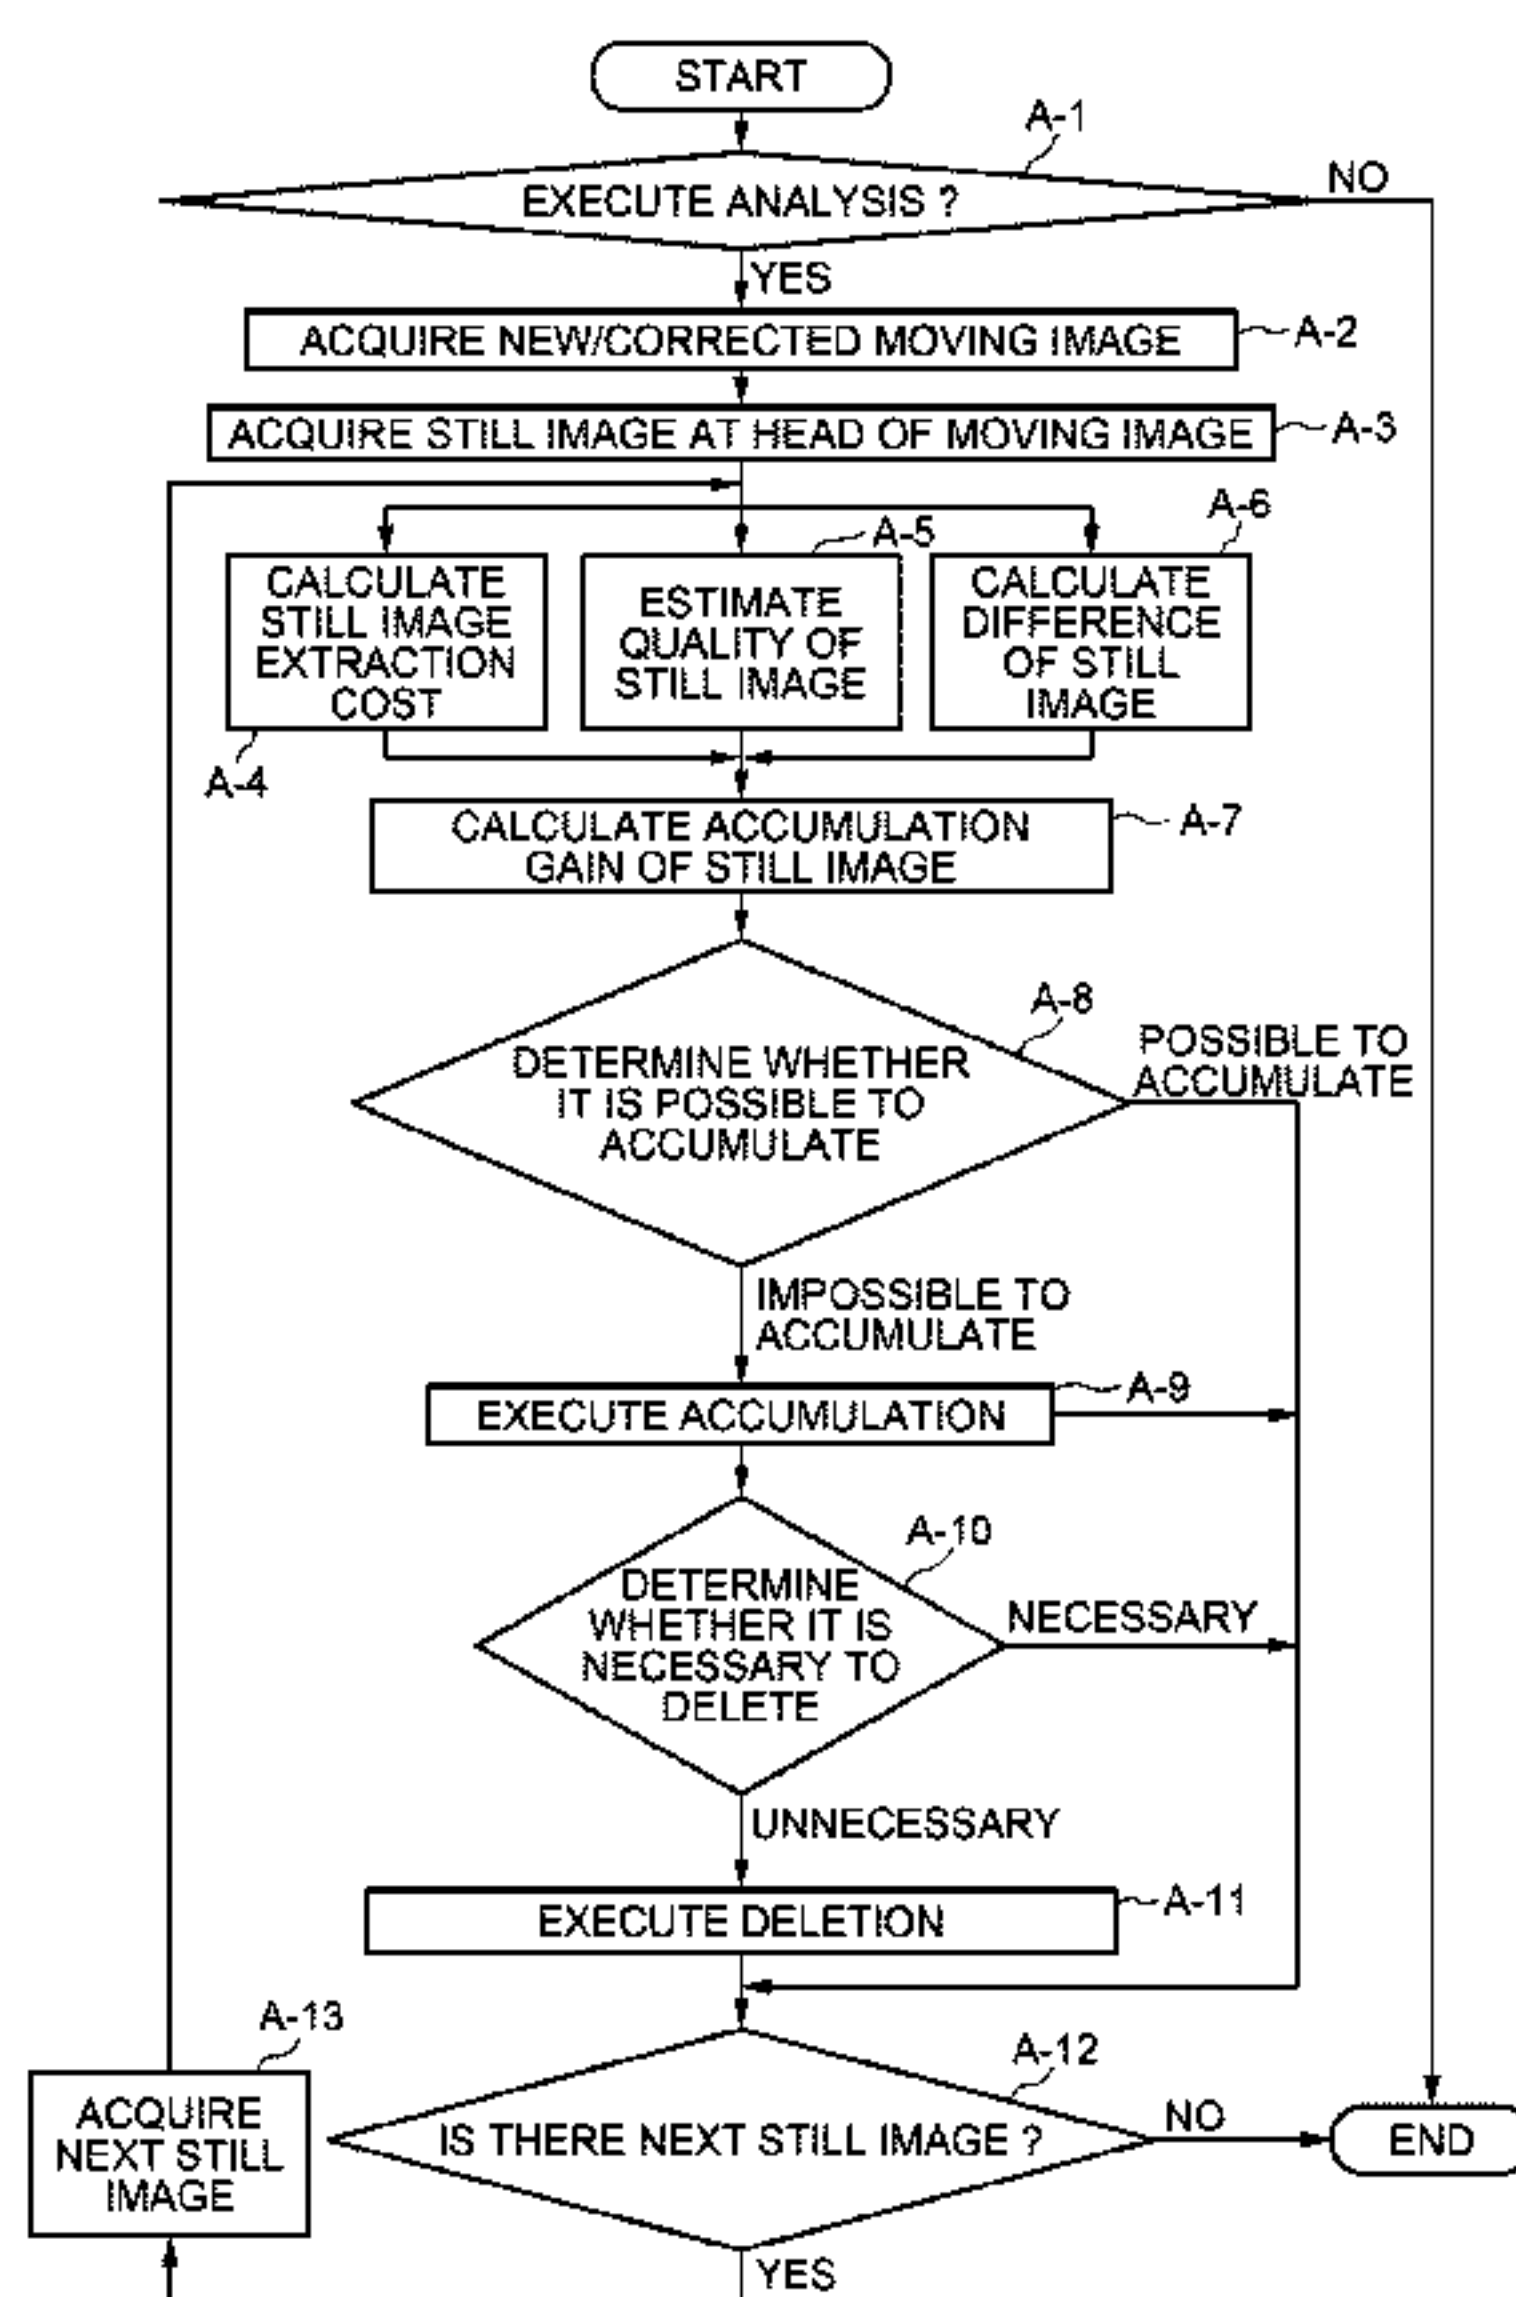 START
A-1
EXECUTE ANALYSIS ?
NO
YES
ACQUIRE NEW/CORRECTED MOVING IMAGE
A-2
ACQUIRE STILL IMAGE AT HEAD OF MOVING IMAGE
A-3
CALCULATE
STILL IMAGE
EXTRACTION
COST
A-4
A-5
ESTIMATE
QUALITY OF
STILL IMAGE
A-6
CALCULATE
DIFFERENCE
OF STILL
IMAGE
CALCULATE ACCUMULATION
GAIN OF STILL IMAGE
A-7
A-8
DETERMINE WHETHER
IT IS POSSIBLE TO
ACCUMULATE
POSSIBLE TO
ACCUMULATE
IMPOSSIBLE TO
ACCUMULATE
EXECUTE ACCUMULATION
A-9
A-10
DETERMINE
WHETHER IT IS
NECESSARY TO
DELETE
NECESSARY
UNNECESSARY
EXECUTE DELETION
A-11
A-13
ACQUIRE
NEXT STILL
IMAGE
A-12
IS THERE NEXT STILL IMAGE ?
NO
END
YES